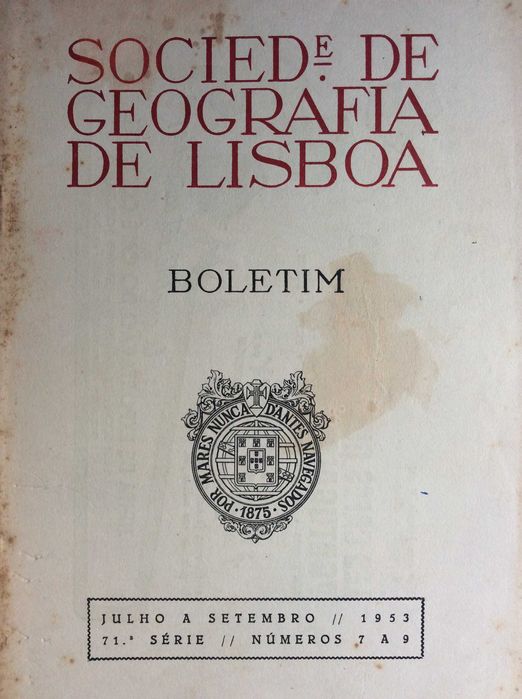 SOCIEDᴱ. DE
GEOGRAFIA
DE LISBOA
BOLETIM
POR MARES NUNCA D'ANTES NAVEGADOS
· 1875 ·
JULHO A SETEMBRO // 1953
71.ª SÉRIE // NÚMEROS 7 A 9